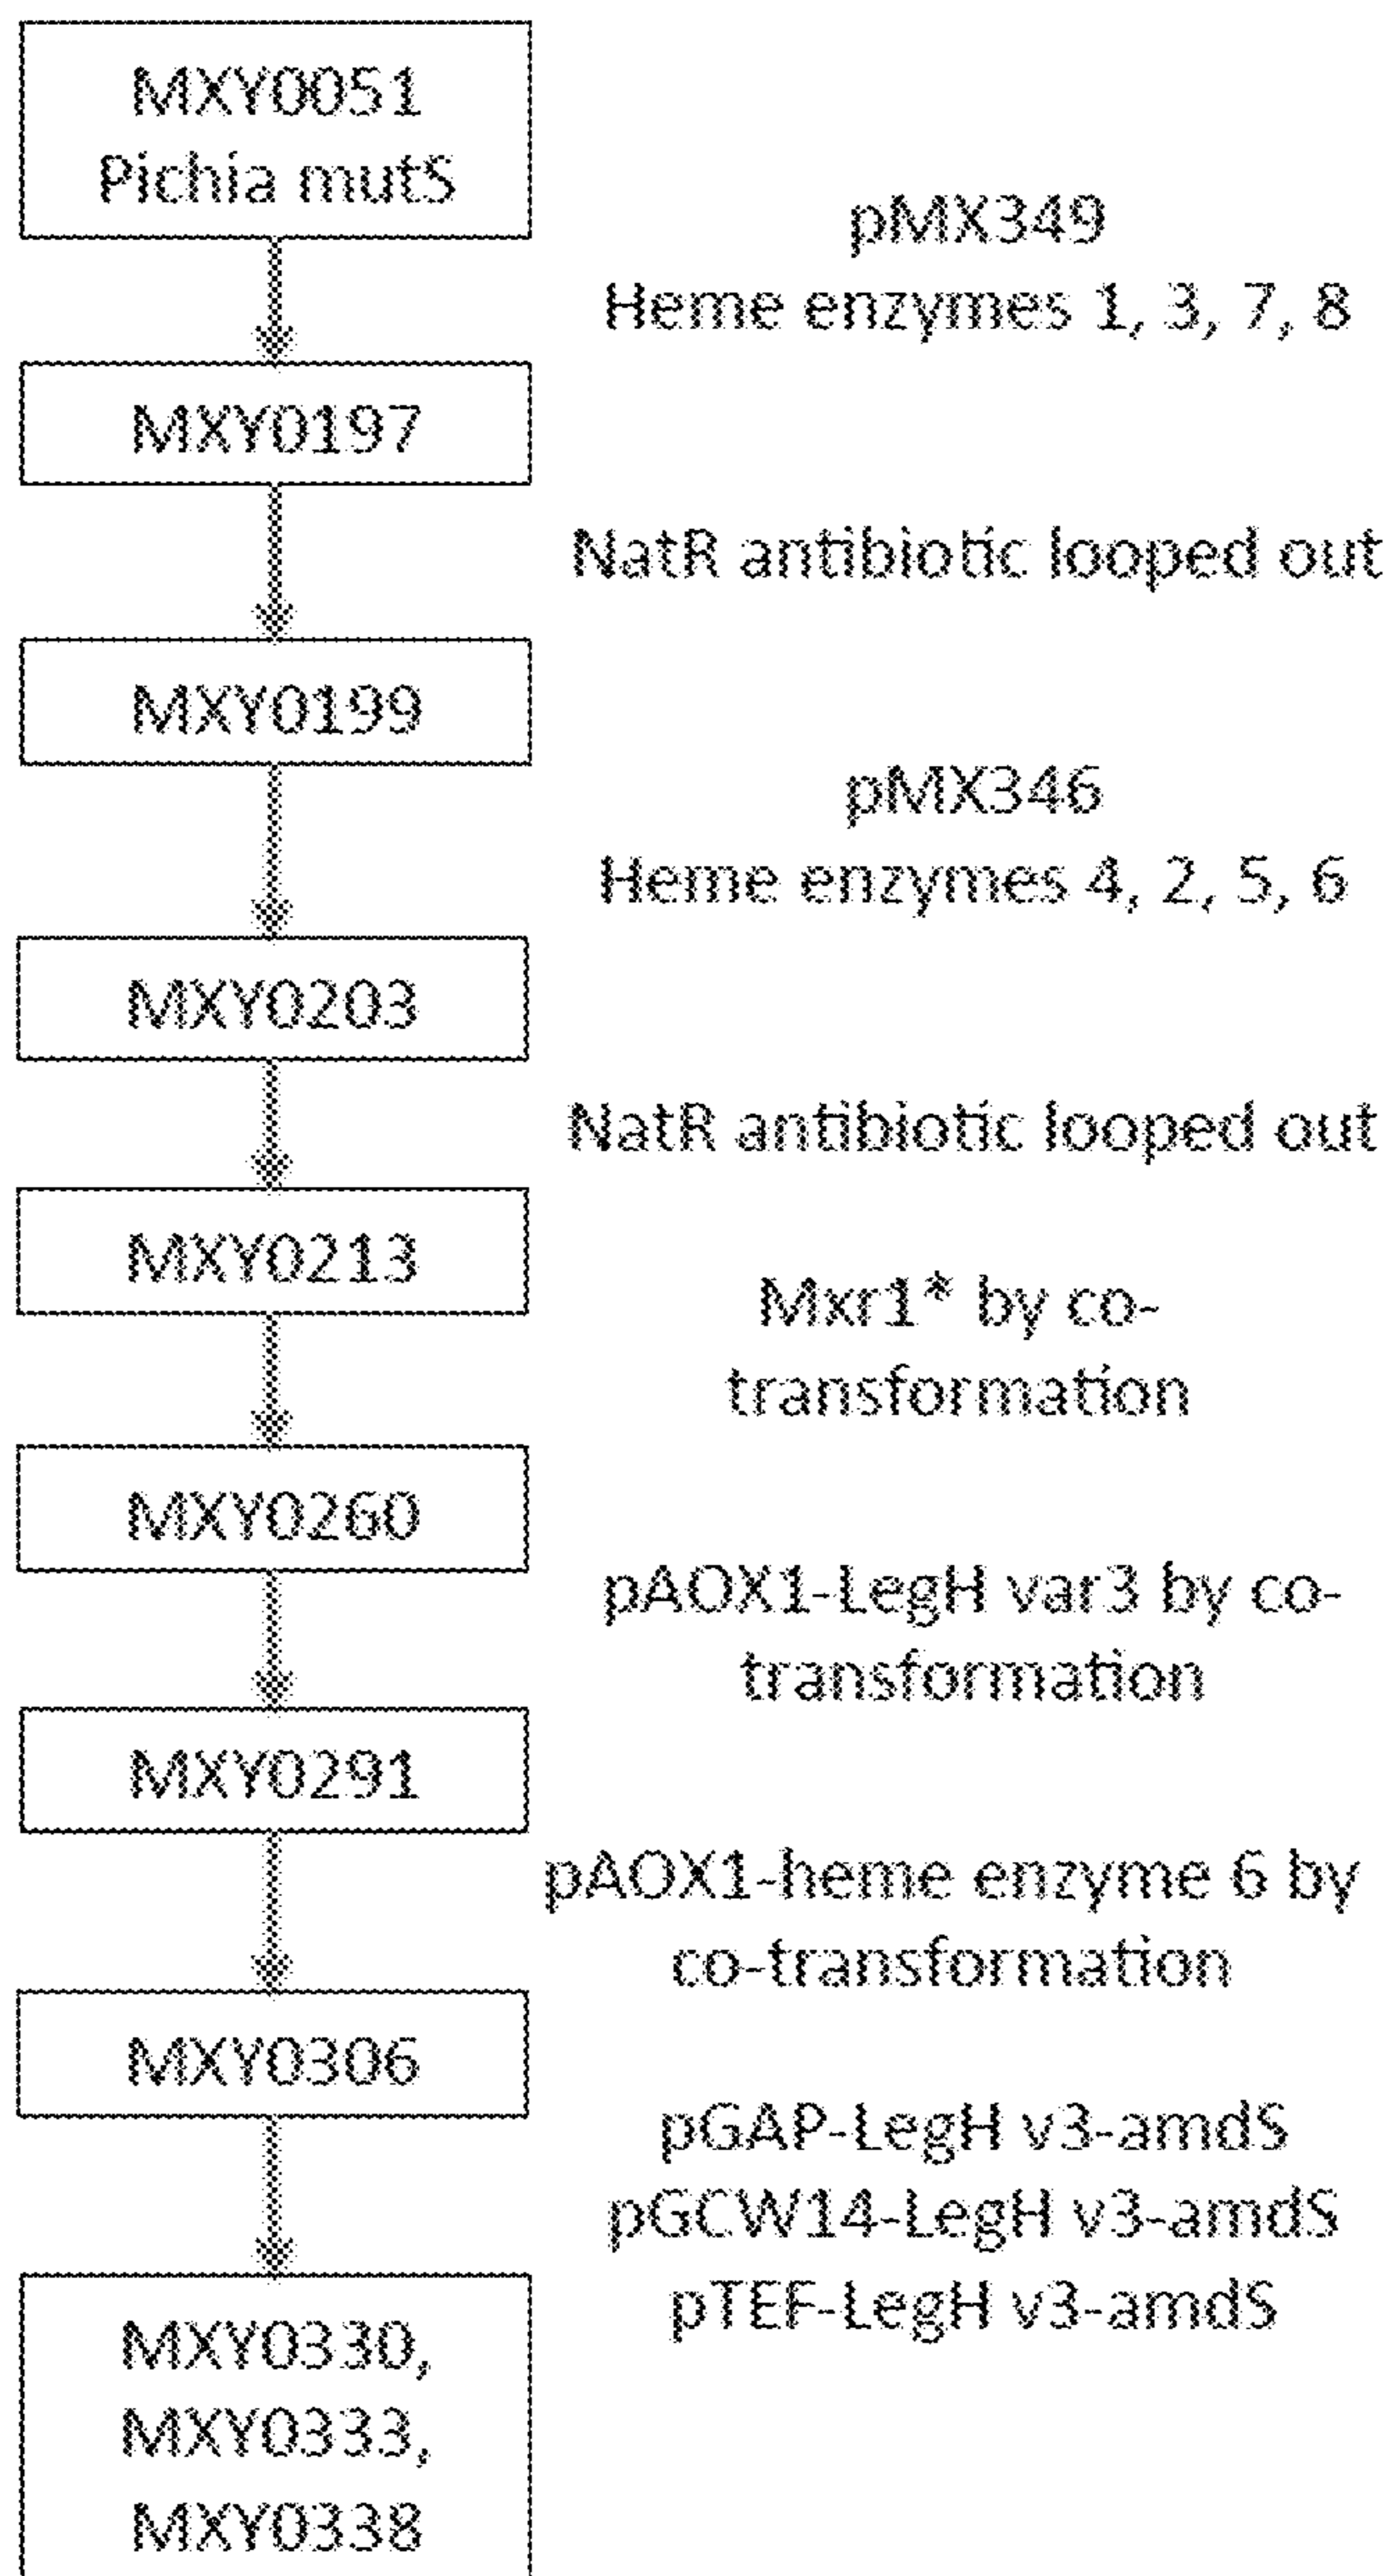 MXY0051
Pichia mutS
pMX349
Heme enzymes 1, 3, 7, 8
MXY0197
NatR antibiotic looped out
MXY0199
pMX346
Heme enzymes 4, 2, 5, 6
MXY0203
NatR antibiotic looped out
MXY0213
Mxr1* by co-
transformation
MXY0260
pAOX1-LegH var3 by co-
transformation
MXY0291
pAOX1-heme enzyme 6 by
co-transformation
MXY0306
pGAP-LegH v3-amdS
pGCW14-LegH v3-amdS
pTEF-LegH v3-amdS
MXY0330,
MXY0333,
MXY0338